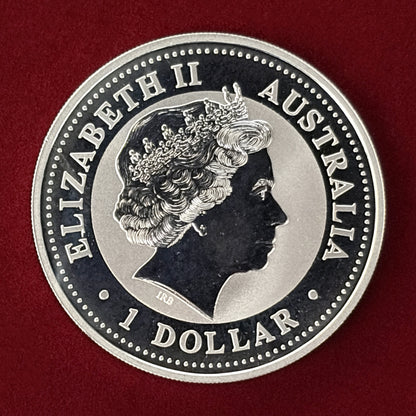 ELIZABETH II
AUSTRALIA
• 1 DOLLAR •
IRB